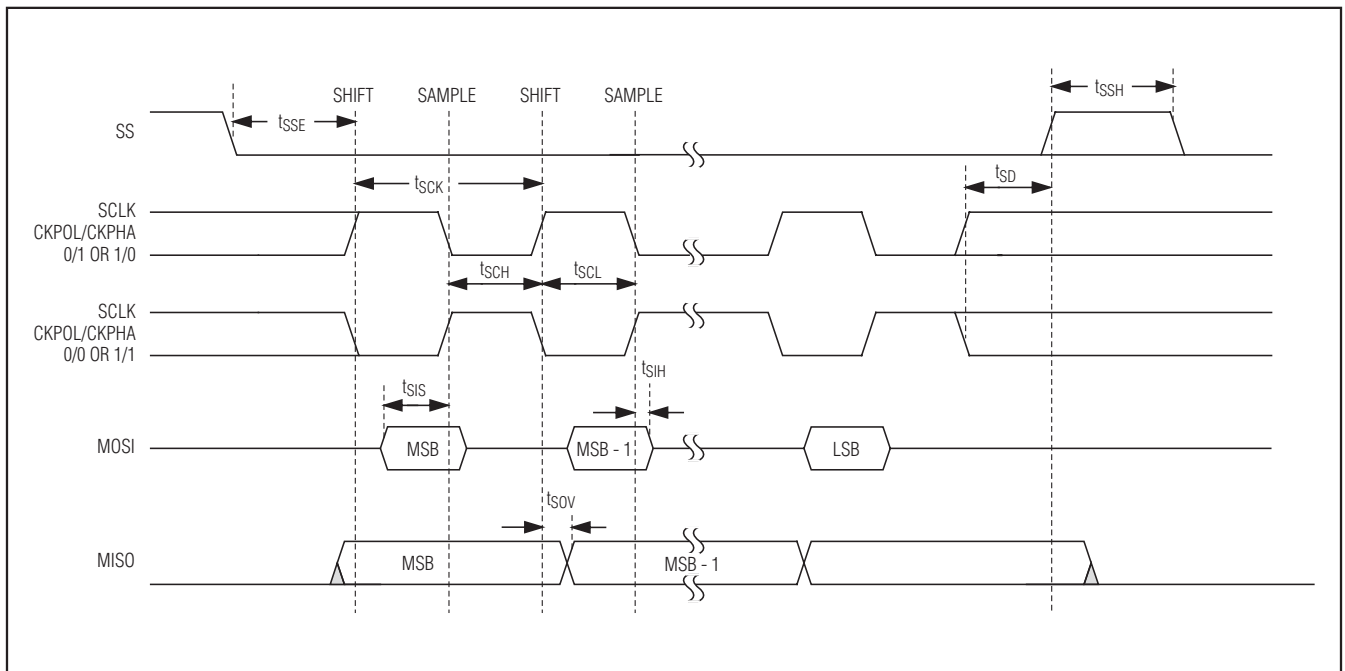 SHIFT SAMPLE SHIFT SAMPLE
tSSH
SS
tSSE
tSD
tSCK
SCLK
CKPOL/CKPHA
0/1 OR 1/0
tSCH tSCL
SCLK
CKPOL/CKPHA
0/0 OR 1/1
tSIH
tSIS
MOSI MSB MSB - 1 LSB
tSOV
MISO MSB MSB - 1